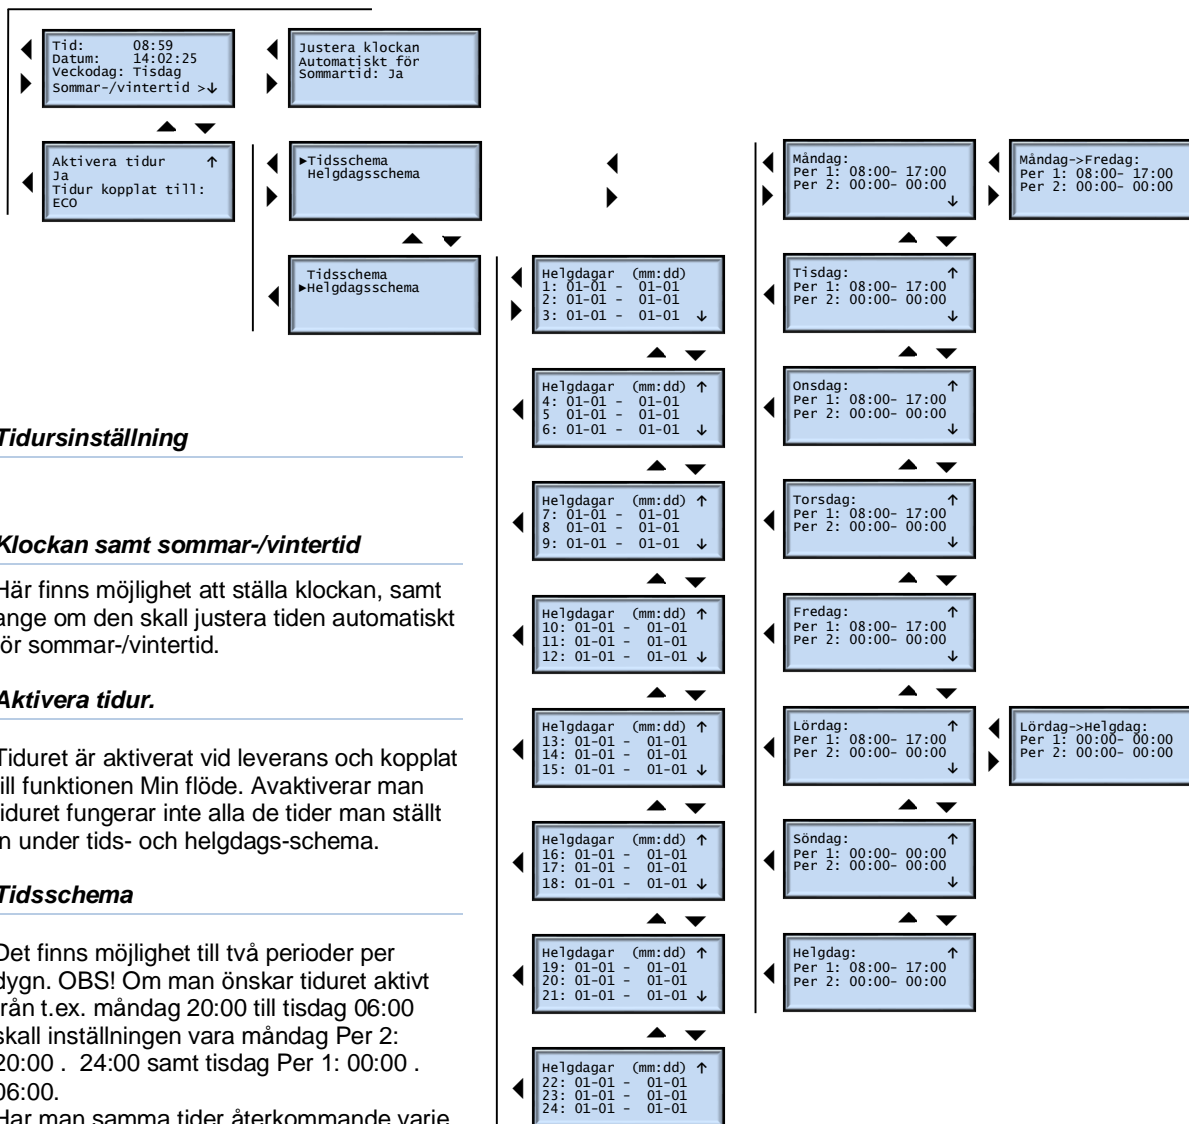 Tid: 08:59
Datum: 14:02:25
Veckodag: Tisdag
Sommar-/vintertid >↓
Justera klockan
Automatiskt för
Sommartid: Ja
Aktivera tidur ↑
Ja
Tidur kopplat till:
ECO
►Tidsschema
Helgdagsschema
Tidsschema
►Helgdagsschema
Tidursinställning
Klockan samt sommar-/vintertid
Här finns möjlighet att ställa klockan, samt
ange om den skall justera tiden automatiskt
för sommar-/vintertid.
Aktivera tidur.
Tiduret är aktiverat vid leverans och kopplat
till funktionen Min flöde. Avaktiverar man
tiduret fungerar inte alla de tider man ställt
in under tids- och helgdags-schema.
Tidsschema
Det finns möjlighet till två perioder per
dygn. OBS! Om man önskar tiduret aktivt
från t.ex. måndag 20:00 till tisdag 06:00
skall inställningen vara måndag Per 2:
20:00 . 24:00 samt tisdag Per 1: 00:00 .
06:00.
Har man samma tider återkommande varje
Helgdagar (mm:dd)
1: 01-01 - 01-01
2: 01-01 - 01-01
3: 01-01 - 01-01 ↓
Helgdagar (mm:dd) ↑
4: 01-01 - 01-01
5 01-01 - 01-01
6: 01-01 - 01-01 ↓
Helgdagar (mm:dd) ↑
7: 01-01 - 01-01
8 01-01 - 01-01
9: 01-01 - 01-01 ↓
Helgdagar (mm:dd) ↑
10: 01-01 - 01-01
11: 01-01 - 01-01
12: 01-01 - 01-01 ↓
Helgdagar (mm:dd) ↑
13: 01-01 - 01-01
14: 01-01 - 01-01
15: 01-01 - 01-01 ↓
Helgdagar (mm:dd) ↑
16: 01-01 - 01-01
17: 01-01 - 01-01
18: 01-01 - 01-01 ↓
Helgdagar (mm:dd) ↑
19: 01-01 - 01-01
20: 01-01 - 01-01
21: 01-01 - 01-01 ↓
Helgdagar (mm:dd) ↑
22: 01-01 - 01-01
23: 01-01 - 01-01
24: 01-01 - 01-01
Måndag:
Per 1: 08:00- 17:00
Per 2: 00:00- 00:00
↓
Måndag->Fredag:
Per 1: 08:00- 17:00
Per 2: 00:00- 00:00
Tisdag: ↑
Per 1: 08:00- 17:00
Per 2: 00:00- 00:00
↓
Onsdag: ↑
Per 1: 08:00- 17:00
Per 2: 00:00- 00:00
↓
Torsdag: ↑
Per 1: 08:00- 17:00
Per 2: 00:00- 00:00
↓
Fredag: ↑
Per 1: 08:00- 17:00
Per 2: 00:00- 00:00
↓
Lördag: ↑
Per 1: 08:00- 17:00
Per 2: 00:00- 00:00
↓
Lördag->Helgdag:
Per 1: 00:00- 00:00
Per 2: 00:00- 00:00
Söndag: ↑
Per 1: 00:00- 00:00
Per 2: 00:00- 00:00
↓
Helgdag: ↑
Per 1: 08:00- 17:00
Per 2: 00:00- 00:00